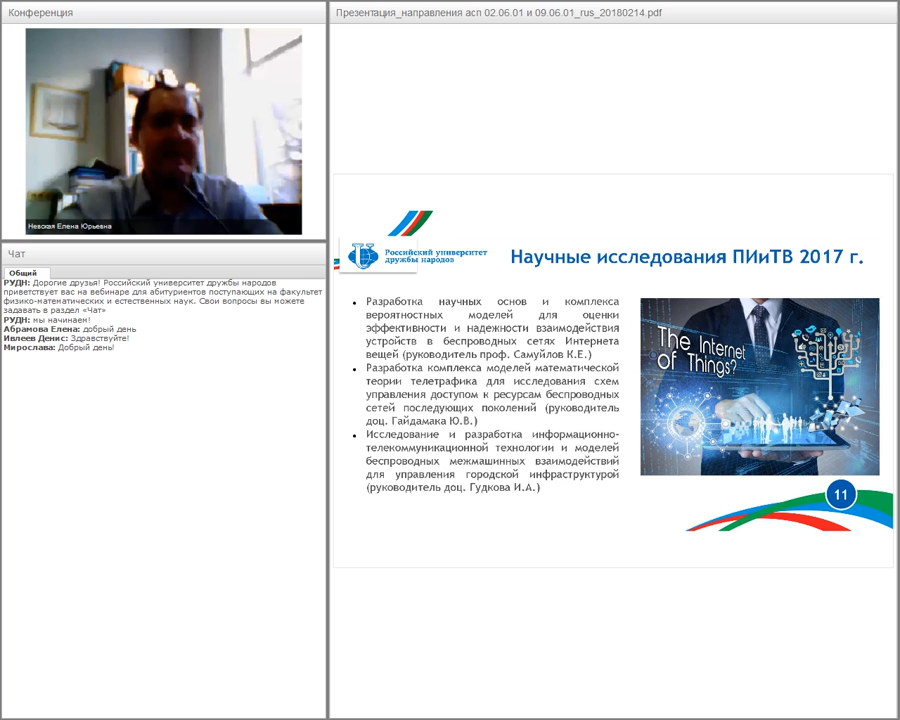 Конференция
Невская Елена Юрьевна
Чат
Общий
РУДН: Дорогие друзья! Российский университет дружбы народов
приветствует вас на вебинаре для абитуриентов поступающих на факультет
физико-математических и естественных наук. Свои вопросы вы можете
задавать в раздел «Чат»
РУДН: мы начинаем!
Абрамова Елена: добрый день
Ивлеев Денис: Здравствуйте!
Мирослава: Добрый день!
Презентация_направления асп 02.06.01 и 09.06.01_rus_20180214.pdf
Российский университет
дружбы народов
Научные исследования ПИиТВ 2017 г.
• Разработка научных основ и комплекса
вероятностных моделей для оценки
эффективности и надежности взаимодействия
устройств в беспроводных сетях Интернета
вещей (руководитель проф. Самуйлов К.Е.)
• Разработка комплекса моделей математической
теории телетрафика для исследования схем
управления доступом к ресурсам беспроводных
сетей последующих поколений (руководитель
доц. Гайдамака Ю.В.)
• Исследование и разработка информационно-
телекоммуникационной технологии и моделей
беспроводных межмашинных взаимодействий
для управления городской инфраструктурой
(руководитель доц. Гудкова И.А.)
The Internet
of Things?
11